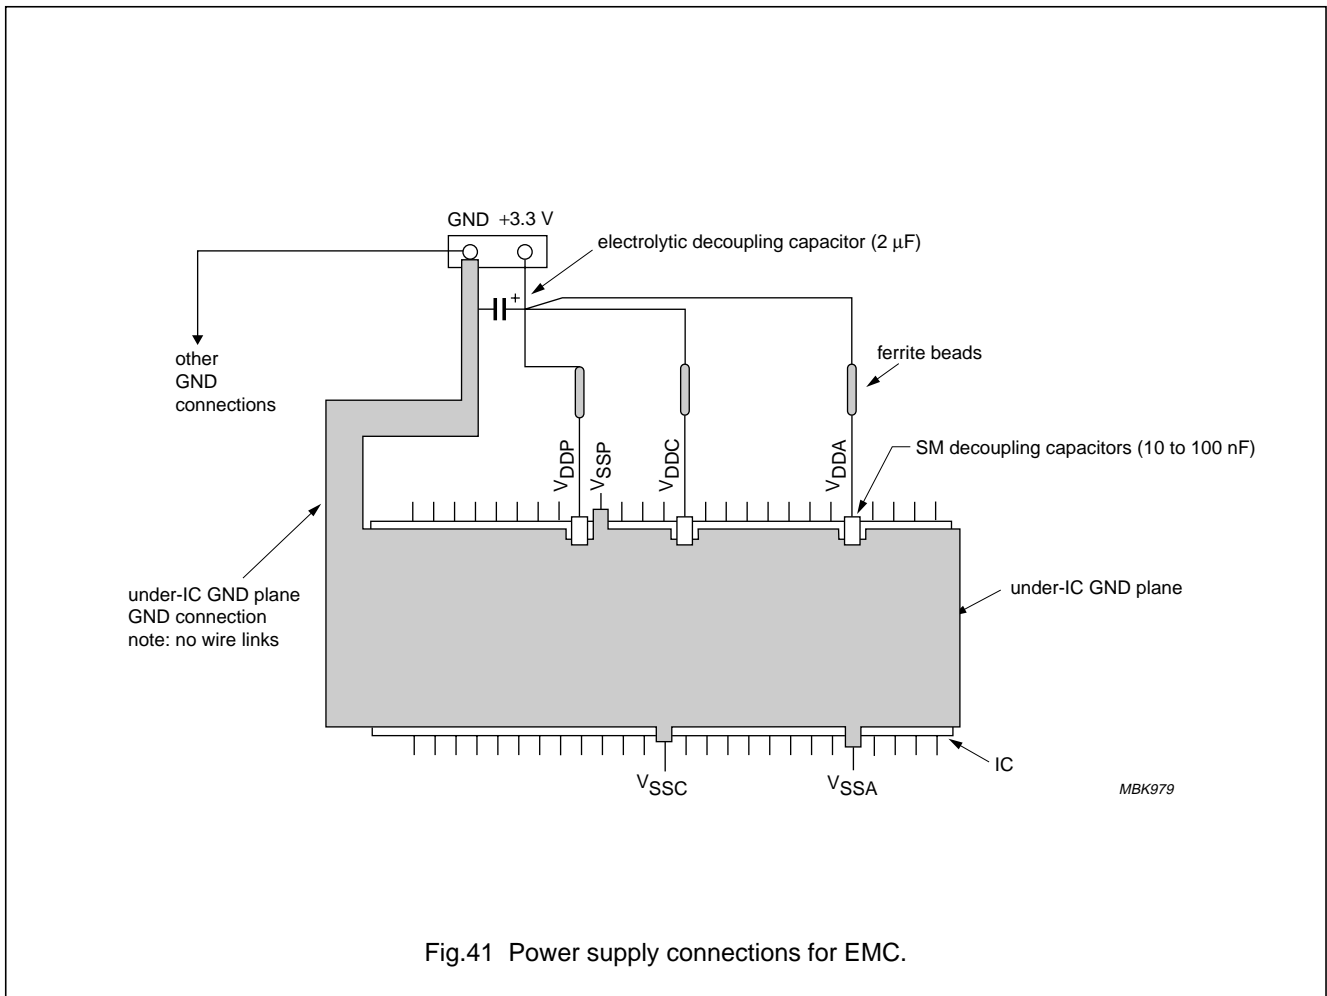 GND +3.3 V
electrolytic decoupling capacitor (2 μF)
+
other
GND
connections
ferrite beads
VDDP
VSSP
VDDC
VDDA
SM decoupling capacitors (10 to 100 nF)
under-IC GND plane
GND connection
note: no wire links
under-IC GND plane
VSSC
VSSA
IC
MBK979
Fig.41 Power supply connections for EMC.